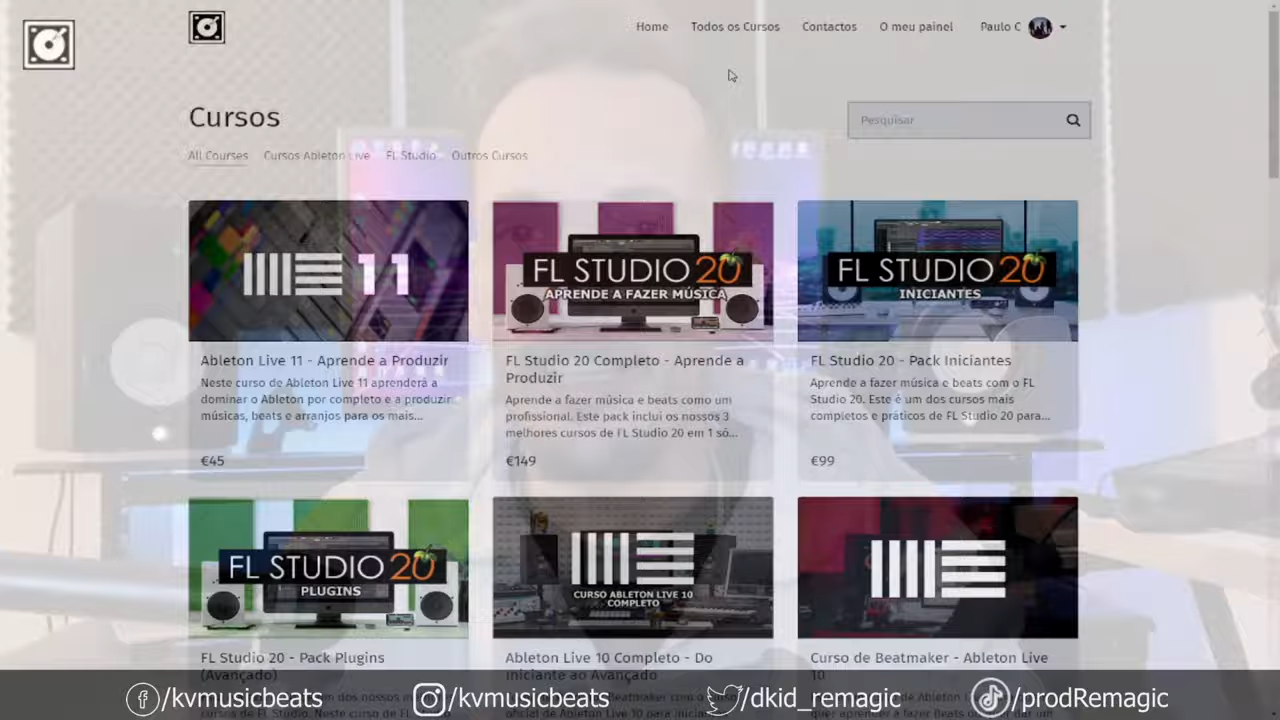 Home Todos os Cursos Contactos O meu painel Paulo C
Cursos
Pesquisar
All Courses Cursos Ableton Live FL Studio Outros Cursos
11
FL STUDIO 20
APRENDE A FAZER MÚSICA
FL STUDIO 20
INICIANTES
Ableton Live 11 - Aprende a Produzir
Neste curso de Ableton Live 11 aprenderá a
dominar o Ableton por completo e a produzir
músicas, beats e arranjos para os mais...
€45
FL Studio 20 Completo - Aprende a
Produzir
Aprende a fazer música e beats como um
profissional. Este pack inclui os nossos 3
melhores cursos de FL Studio 20 em 1 só...
€149
FL Studio 20 - Pack Iniciantes
Aprende a fazer música e beats com o FL
Studio 20. Este é um dos cursos mais
completos e práticos de FL Studio 20 para...
€99
FL STUDIO 20
PLUGINS
CURSO ABLETON LIVE 10
COMPLETO
FL Studio 20 - Pack Plugins
(Avançado)
Ableton Live 10 Completo - Do
iniciante ao Avançado
Curso de Beatmaker - Ableton Live
10
/kvmusicbeats /kvmusicbeats /dkid_remagic /prodRemagic